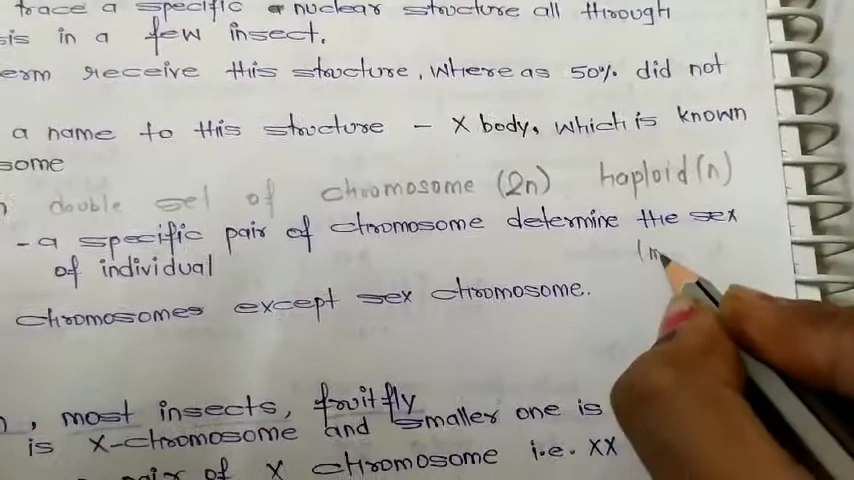 trace a specific nuclear structure all through
sis in a few insect.
erm receive this structure, where as 50% did not
a name to this structure - X body, which is known
some
double set of chromosome (2n) haploid (n)
- a specific pair of chromosome determine the sex
of individual (m
chromosomes except sex chromosome.
, most insects, fruitfly
and smaller one is
is X-chromosome
pair of X chromosome i.e. XX